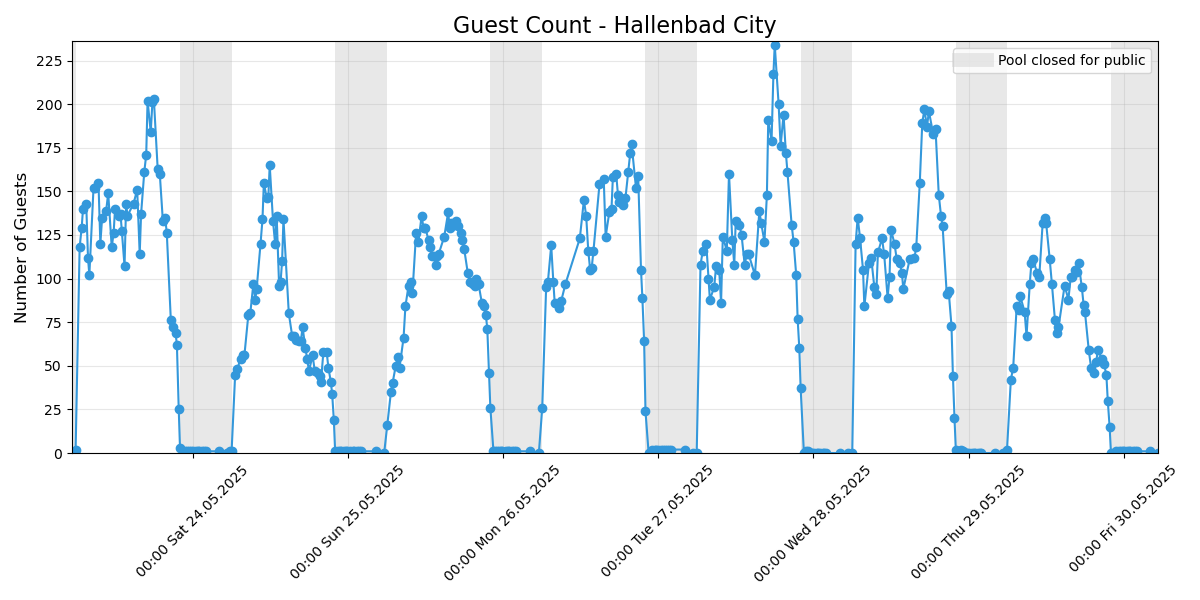 Guest Count - Hallenbad City
Pool closed for public
Number of Guests
225
200
175
150
125
100
75
50
25
0
00:00 Sat 24.05.2025
00:00 Sun 25.05.2025
00:00 Mon 26.05.2025
00:00 Tue 27.05.2025
00:00 Wed 28.05.2025
00:00 Thu 29.05.2025
00:00 Fri 30.05.2025